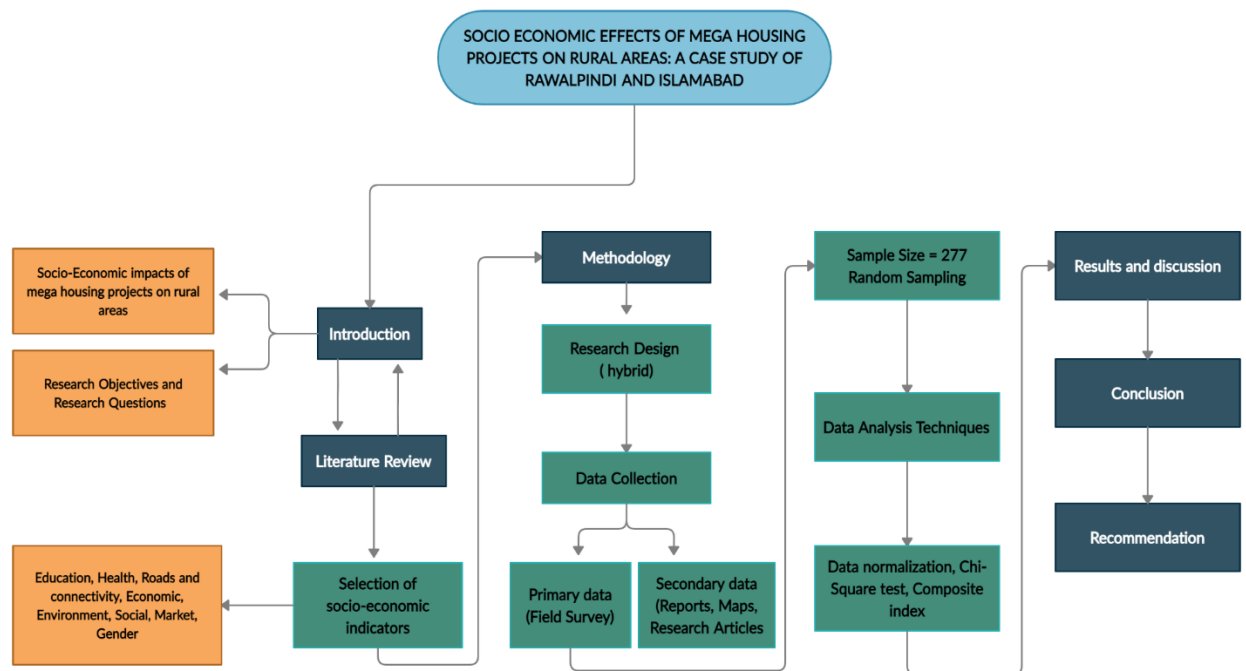 SOCIO ECONOMIC EFFECTS OF MEGA HOUSING
PROJECTS ON RURAL AREAS: A CASE STUDY OF
RAWALPINDI AND ISLAMABAD
Socio-Economic impacts of
mega housing projects on rural
areas
Research Objectives and
Research Questions
Introduction
Literature Review
Education, Health, Roads and
connectivity, Economic,
Environment, Social, Market,
Gender
Selection of
socio-economic
indicators
Methodology
Research Design
( hybrid)
Data Collection
Primary data
(Field Survey)
Secondary data
(Reports, Maps,
Research Articles
Sample Size = 277
Random Sampling
Data Analysis Techniques
Data normalization, Chi-
Square test, Composite
index
Results and discussion
Conclusion
Recommendation